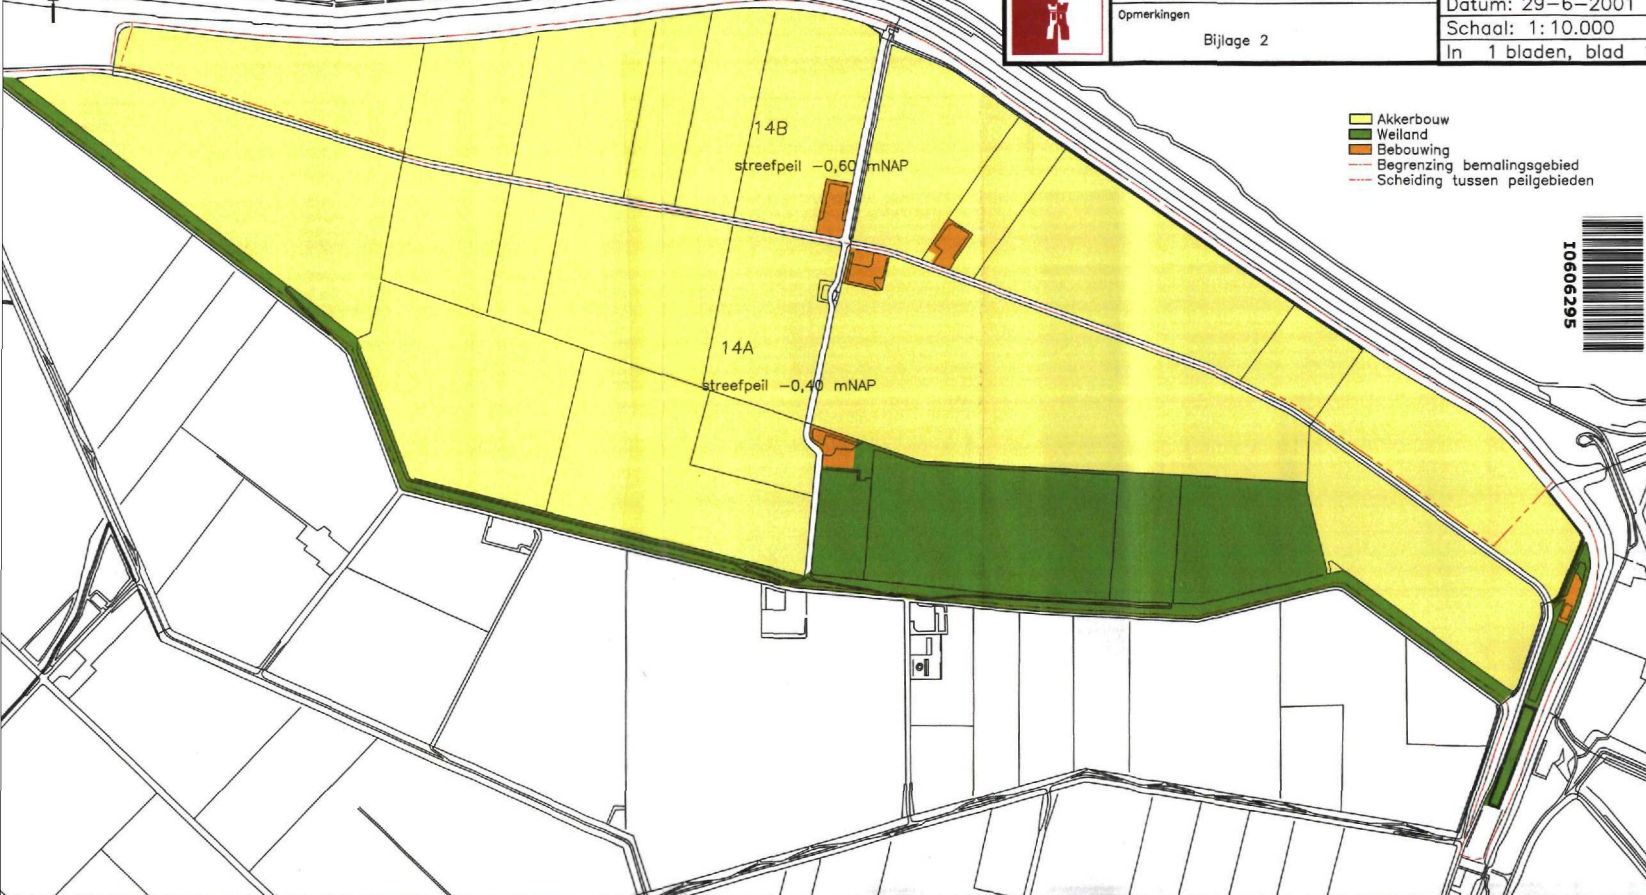 Datum: 29-6-2001
Opmerkingen
Schaal: 1:10.000
Bijlage 2
In 1 bladen, blad
Akkerbouw
Weiland
Bebouwing
Begrenzing bemalingsgebied
Scheiding tussen peilgebieden
14B
streefpeil -0,60 mNAP
I0606295
14A
streefpeil -0,40 mNAP